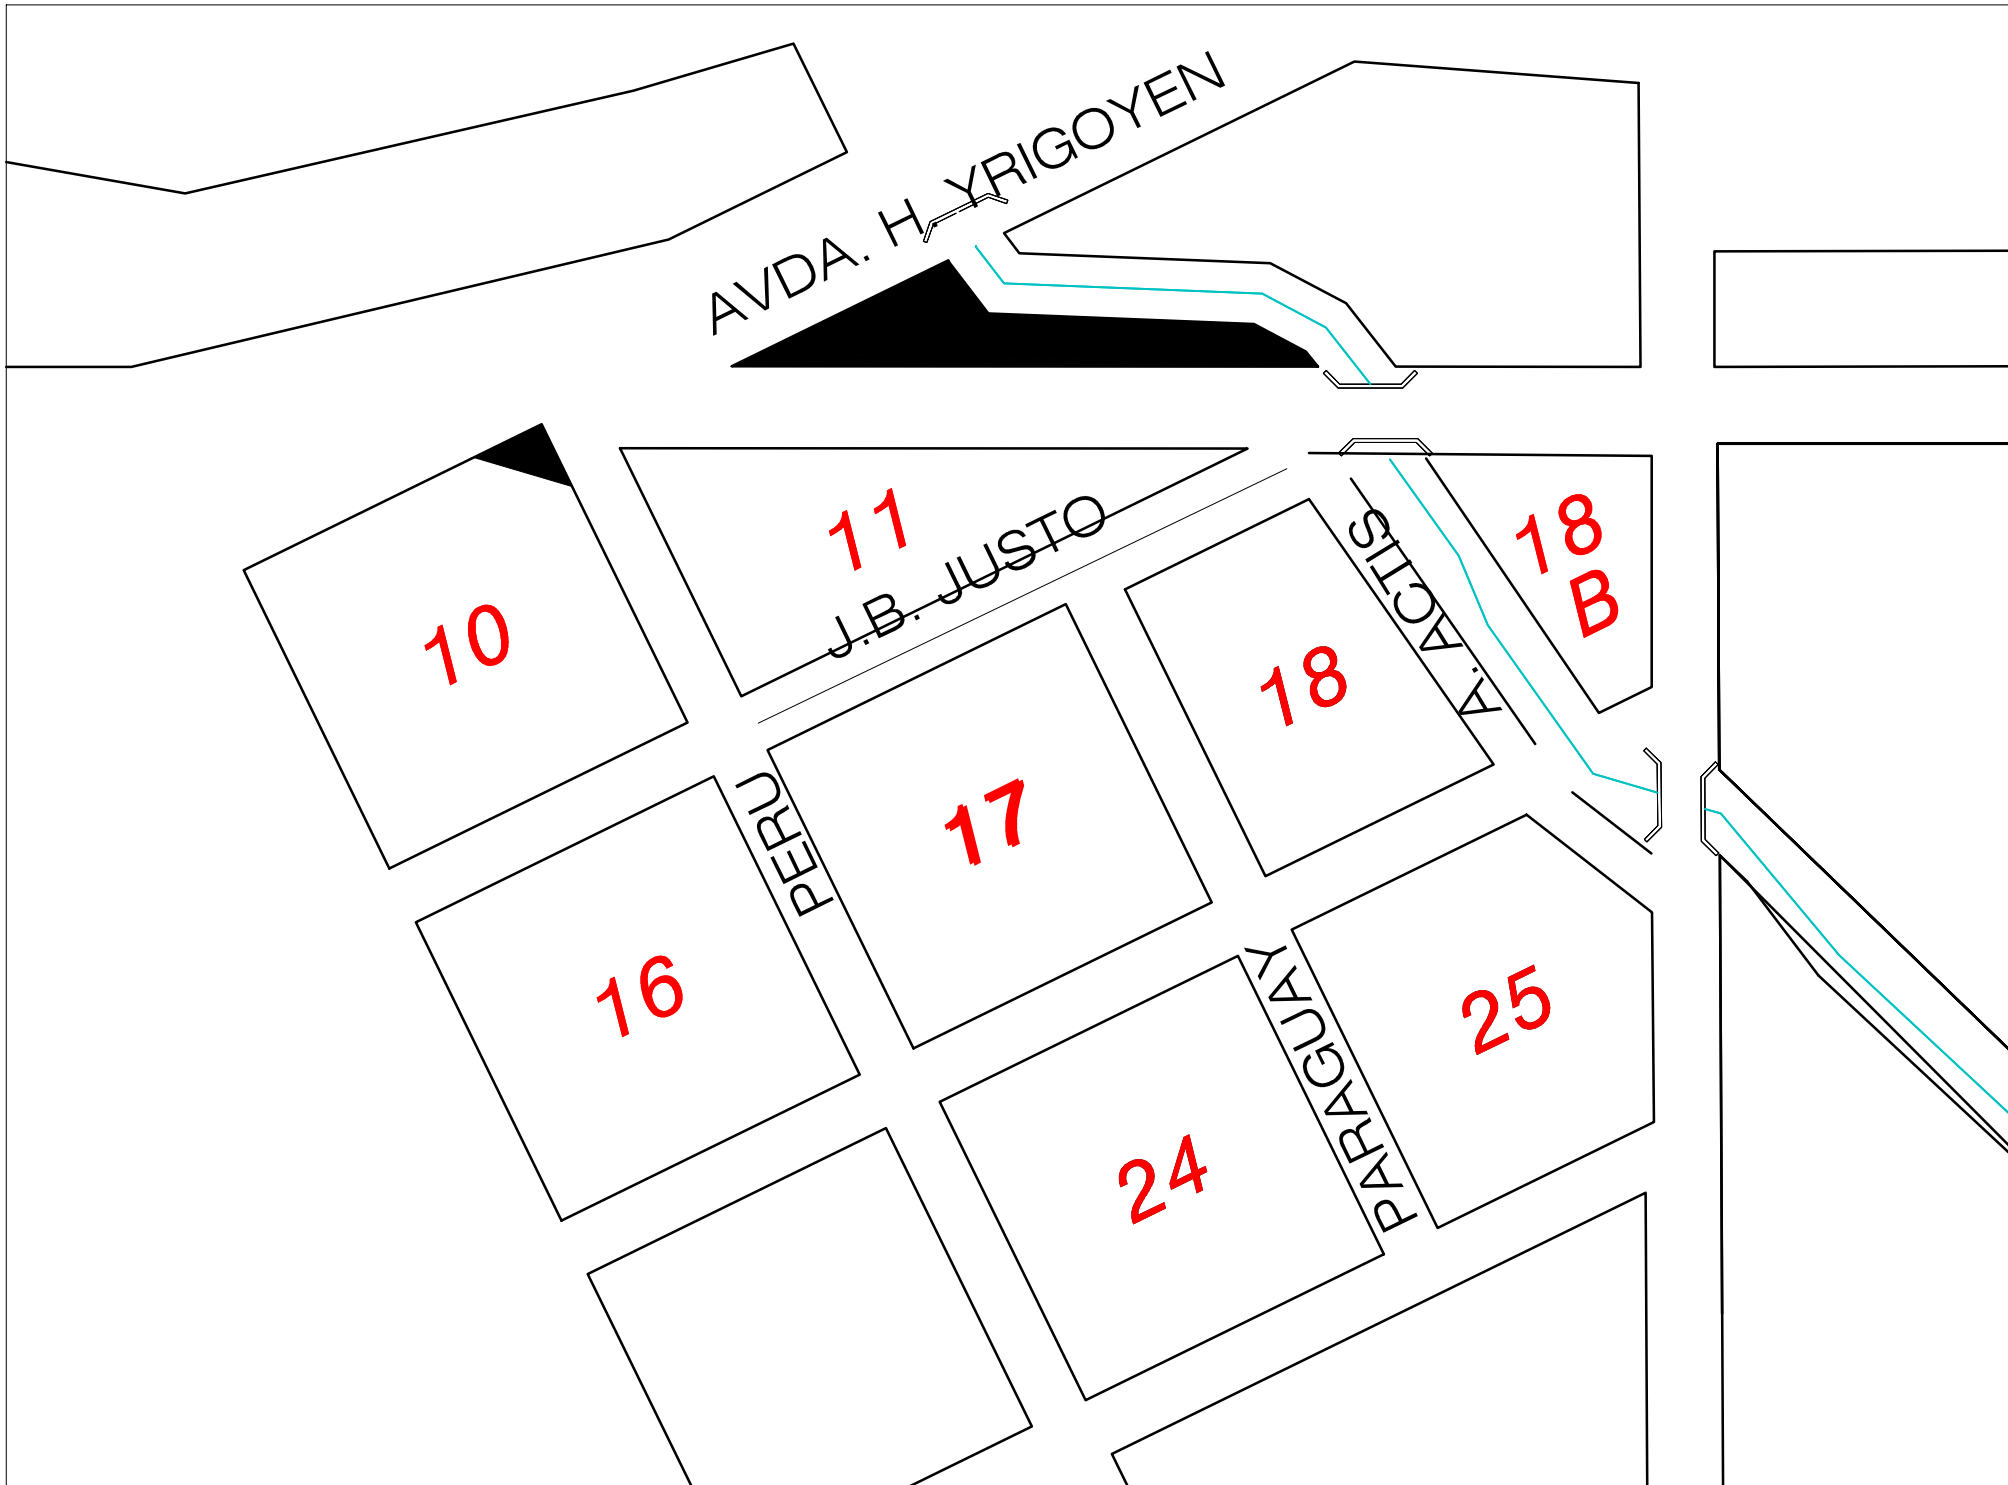 AVDA. H. YRIGOYEN
11
J.B. JUSTO
18
B
10
A. ACTIS
18
PERU
17
16
PARAGUAY
25
24